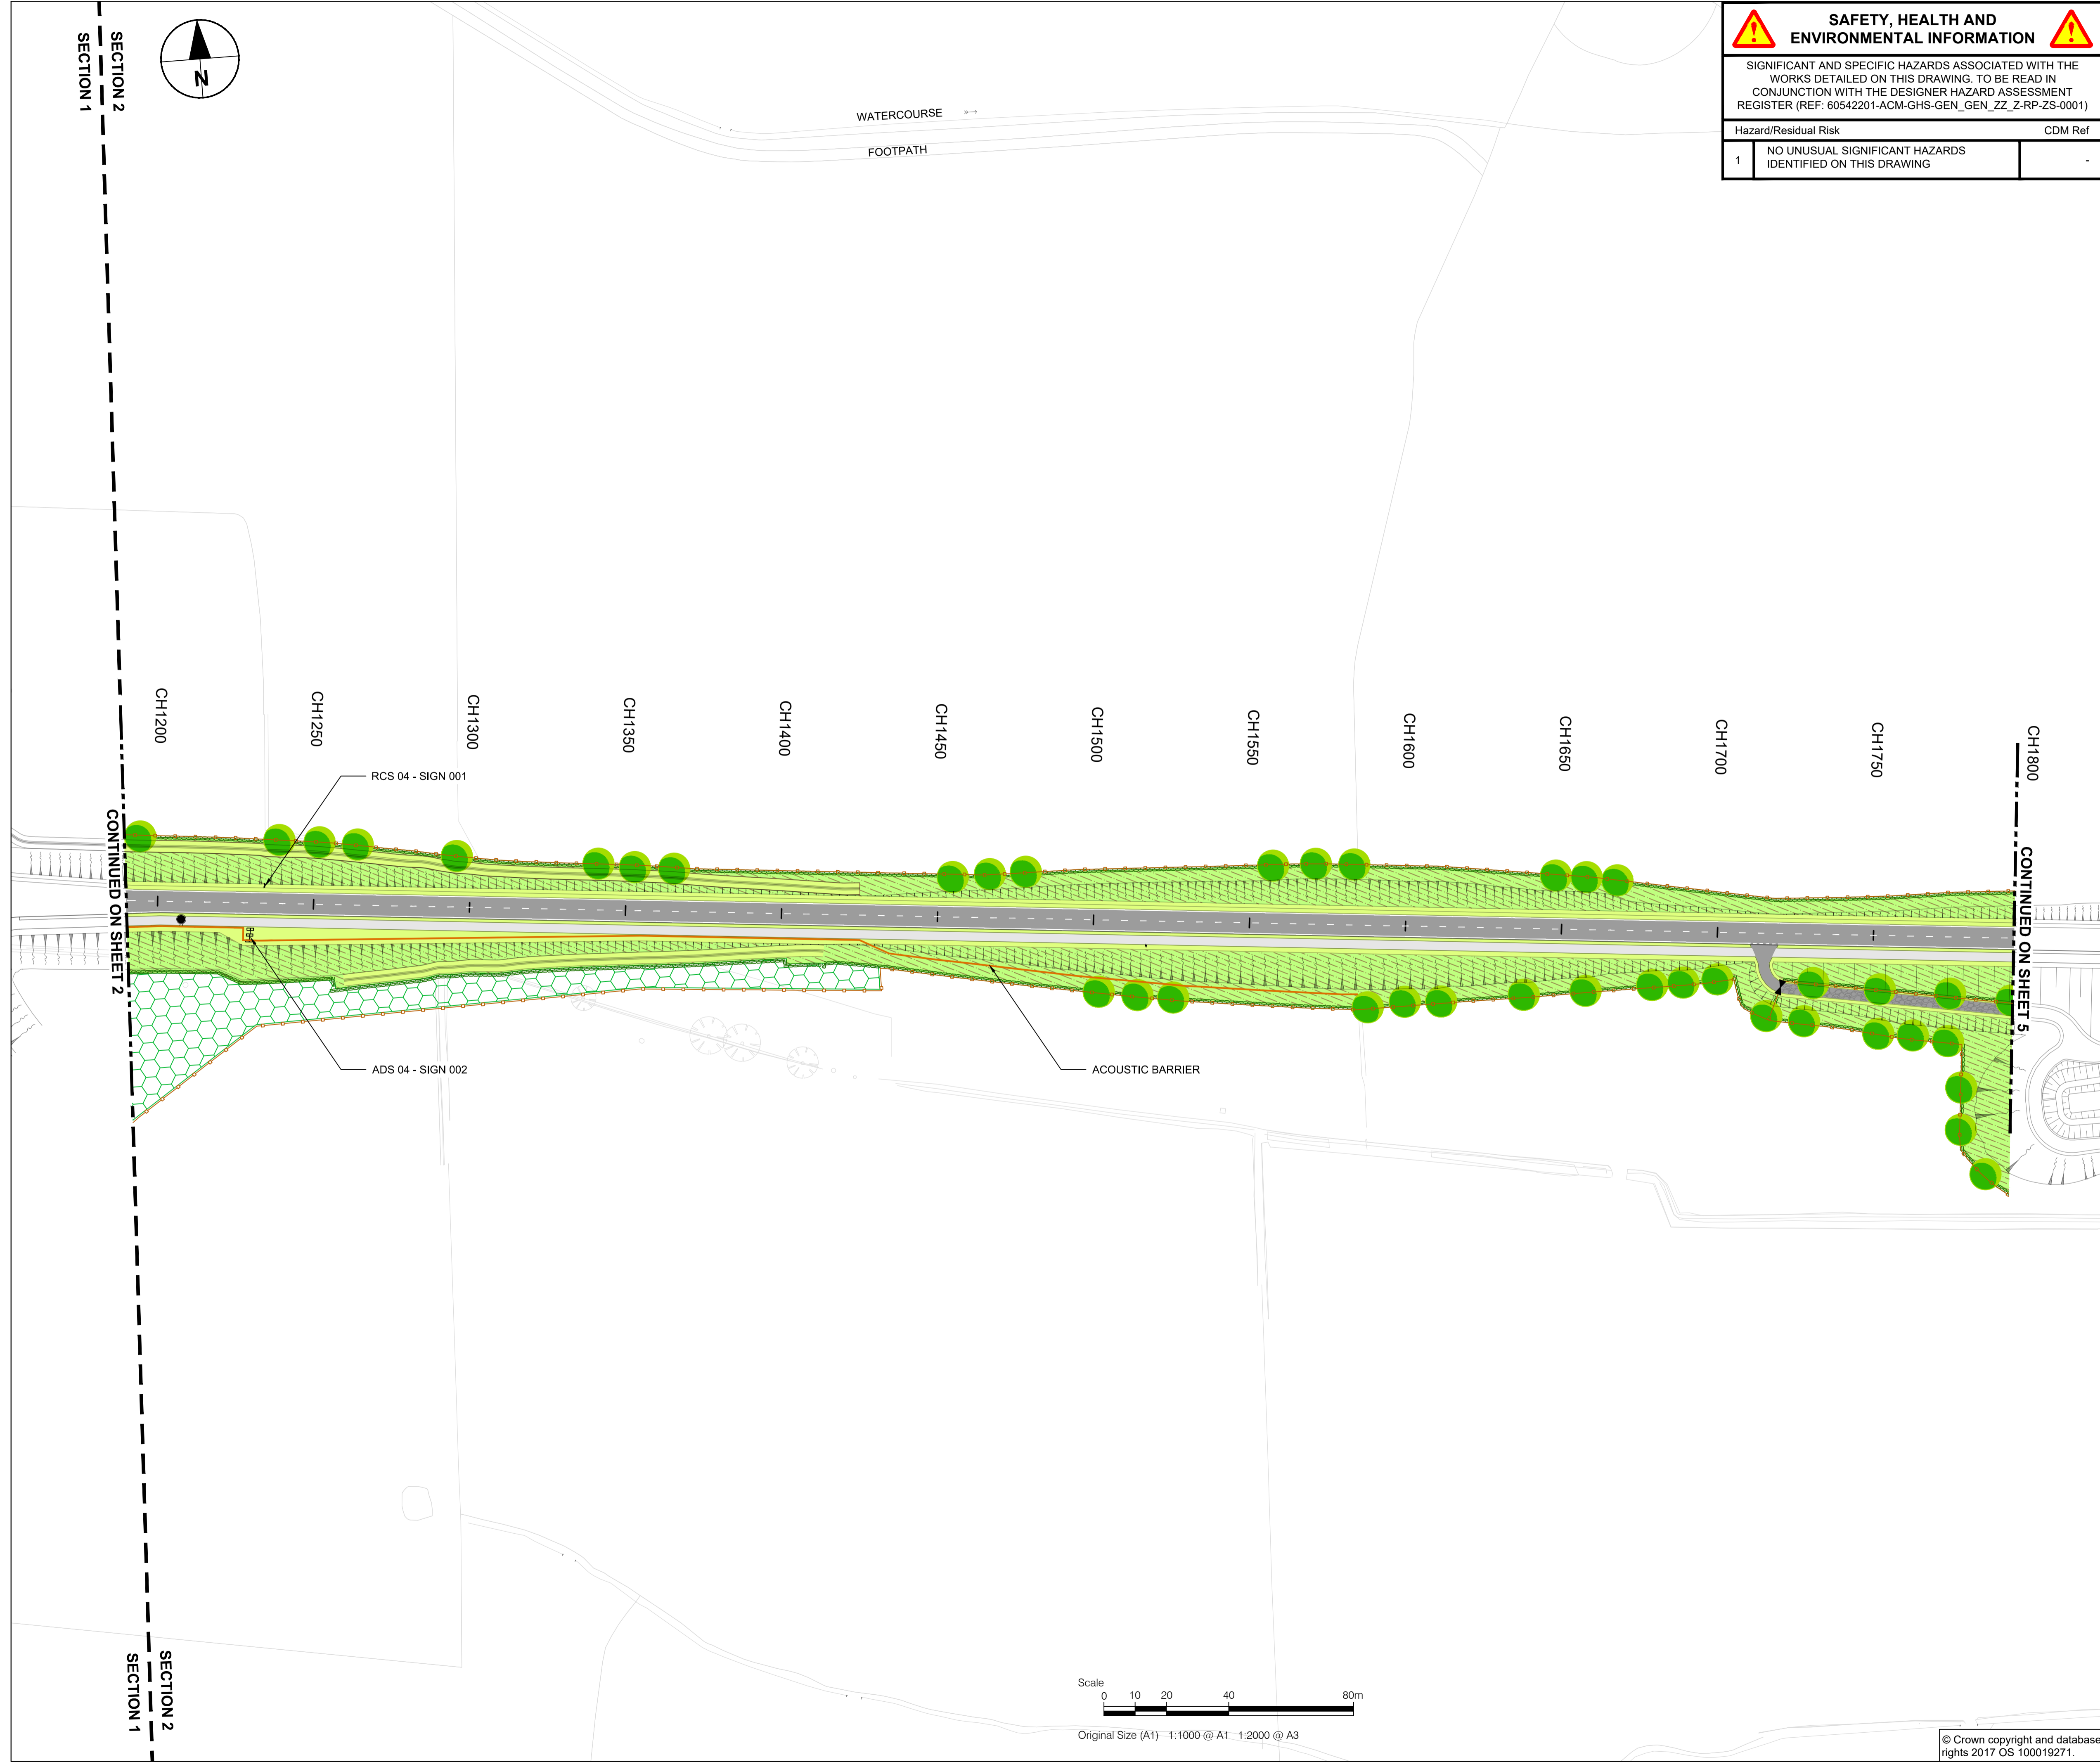 SECTION 2
SECTION 1
N
SAFETY, HEALTH AND
ENVIRONMENTAL INFORMATION
SIGNIFICANT AND SPECIFIC HAZARDS ASSOCIATED WITH THE
WORKS DETAILED ON THIS DRAWING. TO BE READ IN
CONJUNCTION WITH THE DESIGNER HAZARD ASSESSMENT
REGISTER (REF: 60542201-ACM-GHS-GEN_GEN_ZZ_Z-RP-ZS-0001)
Hazard/Residual Risk CDM Ref
1 NO UNUSUAL SIGNIFICANT HAZARDS -
IDENTIFIED ON THIS DRAWING
WATERCOURSE
FOOTPATH
CH1200
CH1250
CH1300
CH1350
CH1400
CH1450
CH1500
CH1550
CH1600
CH1650
CH1700
CH1750
CH1800
RCS 04 - SIGN 001
CONTINUED ON SHEET 2
CONTINUED ON SHEET 5
ADS 04 - SIGN 002
ACOUSTIC BARRIER
SECTION 2
SECTION 1
Scale
0 10 20 40 80m
Original Size (A1) 1:1000 @ A1 1:2000 @ A3
© Crown copyright and database
rights 2017 OS 100019271.